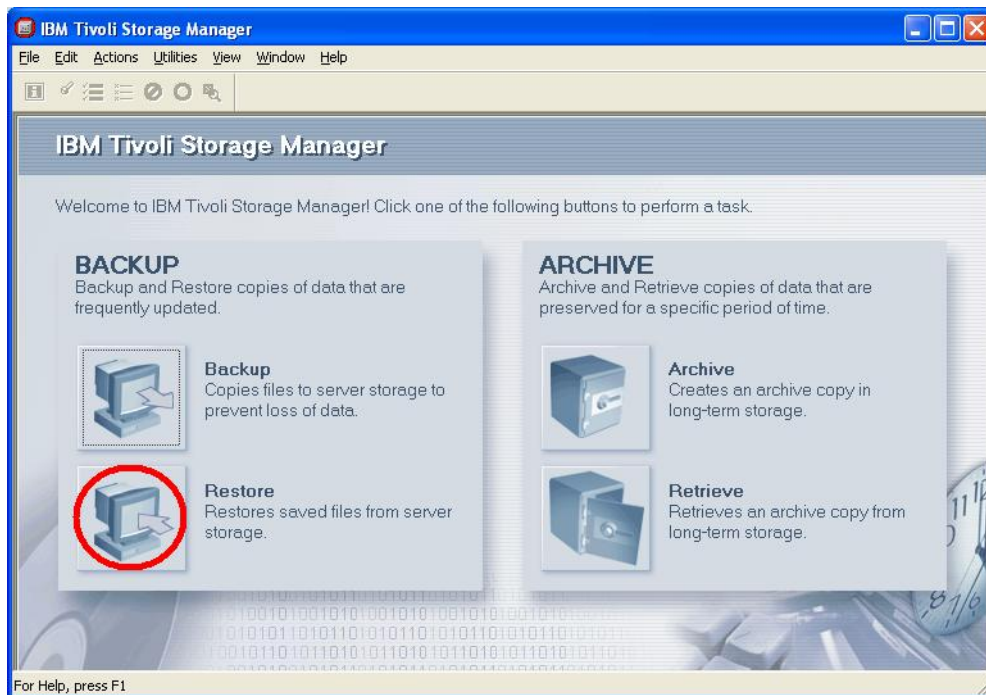 IBM Tivoli Storage Manager
File Edit Actions Utilities View Window Help
IBM Tivoli Storage Manager
Welcome to IBM Tivoli Storage Manager! Click one of the following buttons to perform a task.
BACKUP
Backup and Restore copies of data that are
frequently updated.
Backup
Copies files to server storage to
prevent loss of data.
Restore
Restores saved files from server
storage.
ARCHIVE
Archive and Retrieve copies of data that are
preserved for a specific period of time.
Archive
Creates an archive copy in
long-term storage.
Retrieve
Retrieves an archive copy from
long-term storage.
For Help, press F1